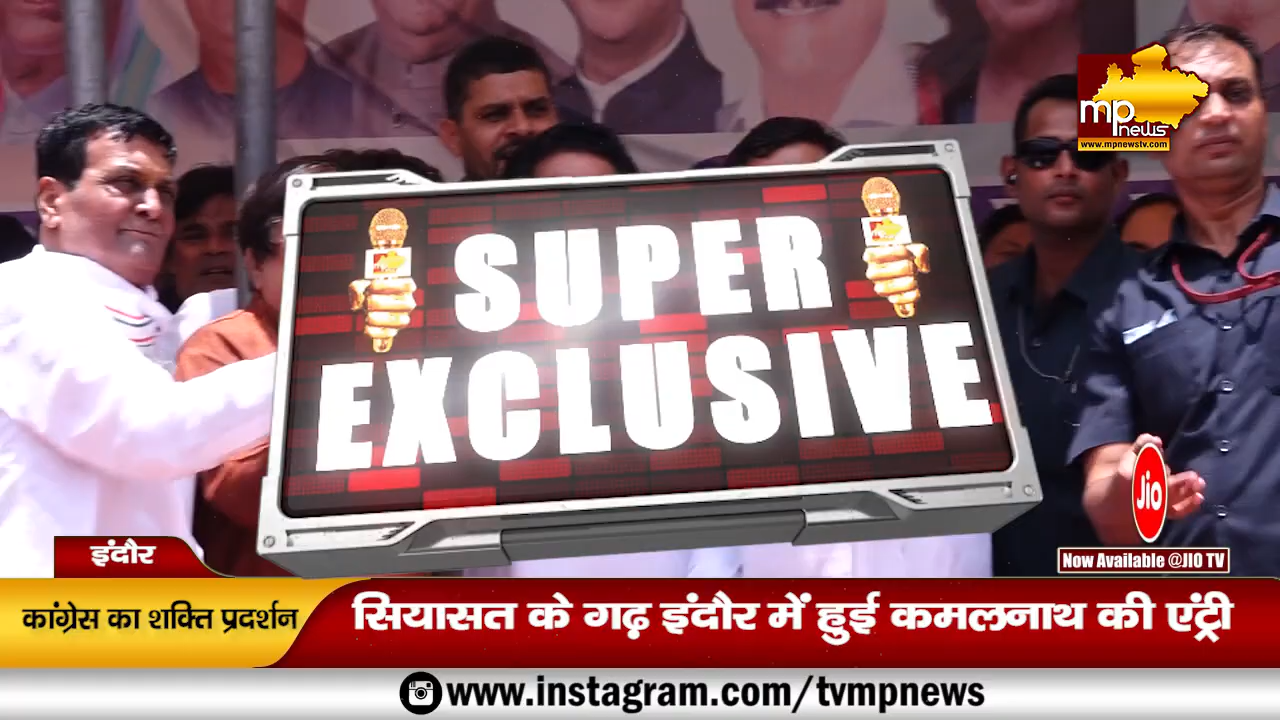 mp
news
www.mpnewstv.com
SUPER
EXCLUSIVE
Jio
Now Available @JIO TV
इंदौर
कांग्रेस का शक्ति प्रदर्शन
सियासत के गढ़ इंदौर में हुई कमलनाथ की एंट्री
www.instagram.com/tvmpnews